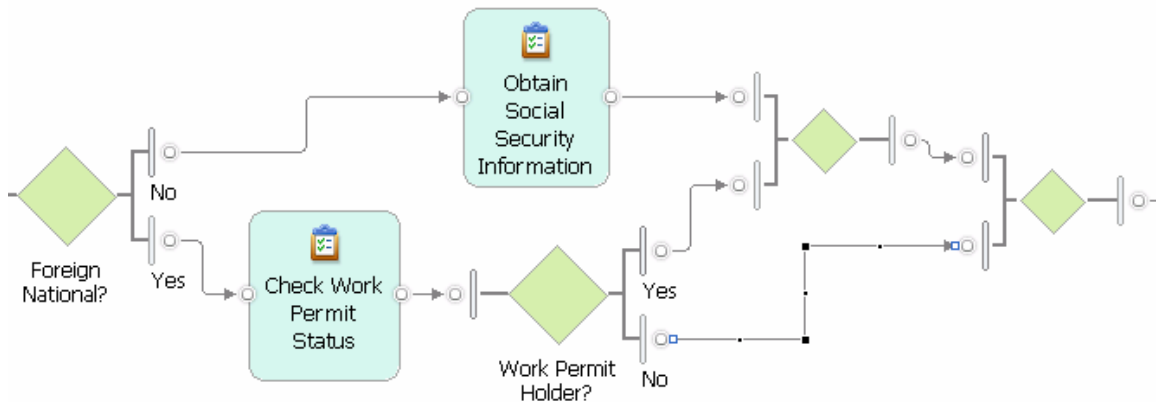 Obtain
Social
Security
Information
No
Yes
Foreign
National?
Check Work
Permit
Status
Yes
No
Work Permit
Holder?